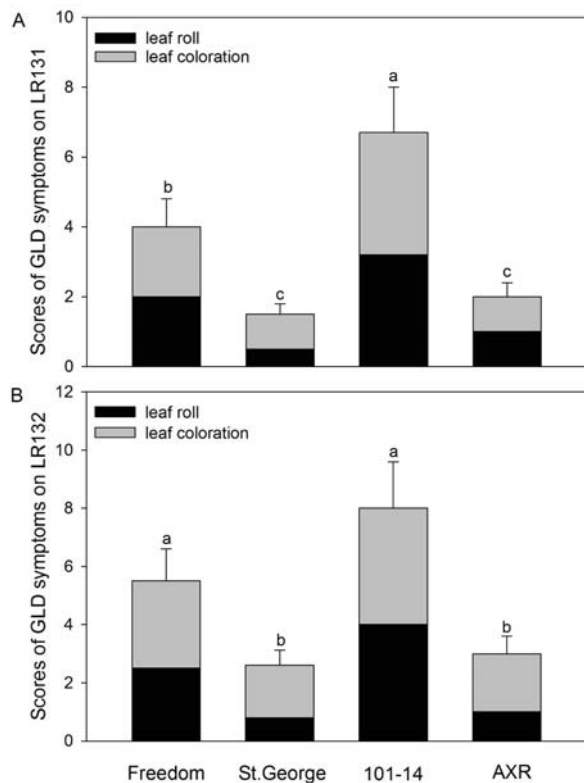 A
Scores of GLD symptoms on LR131
10
8
6
4
2
0
leaf roll
leaf coloration
b
c
a
c
B
Scores of GLD symptoms on LR132
12
10
8
6
4
2
0
leaf roll
leaf coloration
a
b
a
b
Freedom St.George 101-14 AXR